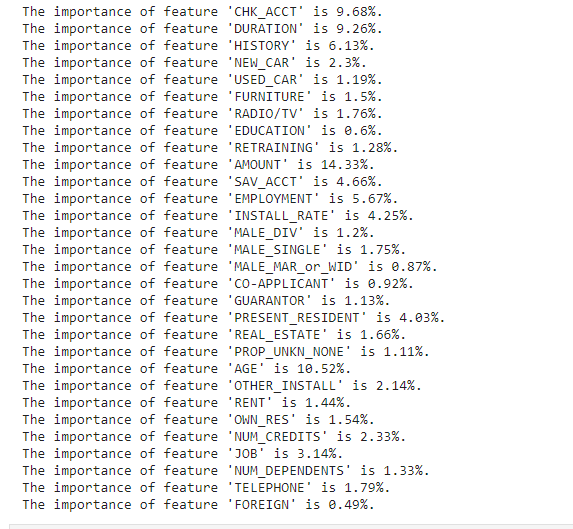 The importance of feature 'CHK_ACCT' is 9.68%.
The importance of feature 'DURATION' is 9.26%.
The importance of feature 'HISTORY' is 6.13%.
The importance of feature 'NEW_CAR' is 2.3%.
The importance of feature 'USED_CAR' is 1.19%.
The importance of feature 'FURNITURE' is 1.5%.
The importance of feature 'RADIO/TV' is 1.76%.
The importance of feature 'EDUCATION' is 0.6%.
The importance of feature 'RETRAINING' is 1.28%.
The importance of feature 'AMOUNT' is 14.33%.
The importance of feature 'SAV_ACCT' is 4.66%.
The importance of feature 'EMPLOYMENT' is 5.67%.
The importance of feature 'INSTALL_RATE' is 4.25%.
The importance of feature 'MALE_DIV' is 1.2%.
The importance of feature 'MALE_SINGLE' is 1.75%.
The importance of feature 'MALE_MAR_or_WID' is 0.87%.
The importance of feature 'CO-APPLICANT' is 0.92%.
The importance of feature 'GUARANTOR' is 1.13%.
The importance of feature 'PRESENT_RESIDENT' is 4.03%.
The importance of feature 'REAL_ESTATE' is 1.66%.
The importance of feature 'PROP_UNKN_NONE' is 1.11%.
The importance of feature 'AGE' is 10.52%.
The importance of feature 'OTHER_INSTALL' is 2.14%.
The importance of feature 'RENT' is 1.44%.
The importance of feature 'OWN_RES' is 1.54%.
The importance of feature 'NUM_CREDITS' is 2.33%.
The importance of feature 'JOB' is 3.14%.
The importance of feature 'NUM_DEPENDENTS' is 1.33%.
The importance of feature 'TELEPHONE' is 1.79%.
The importance of feature 'FOREIGN' is 0.49%.